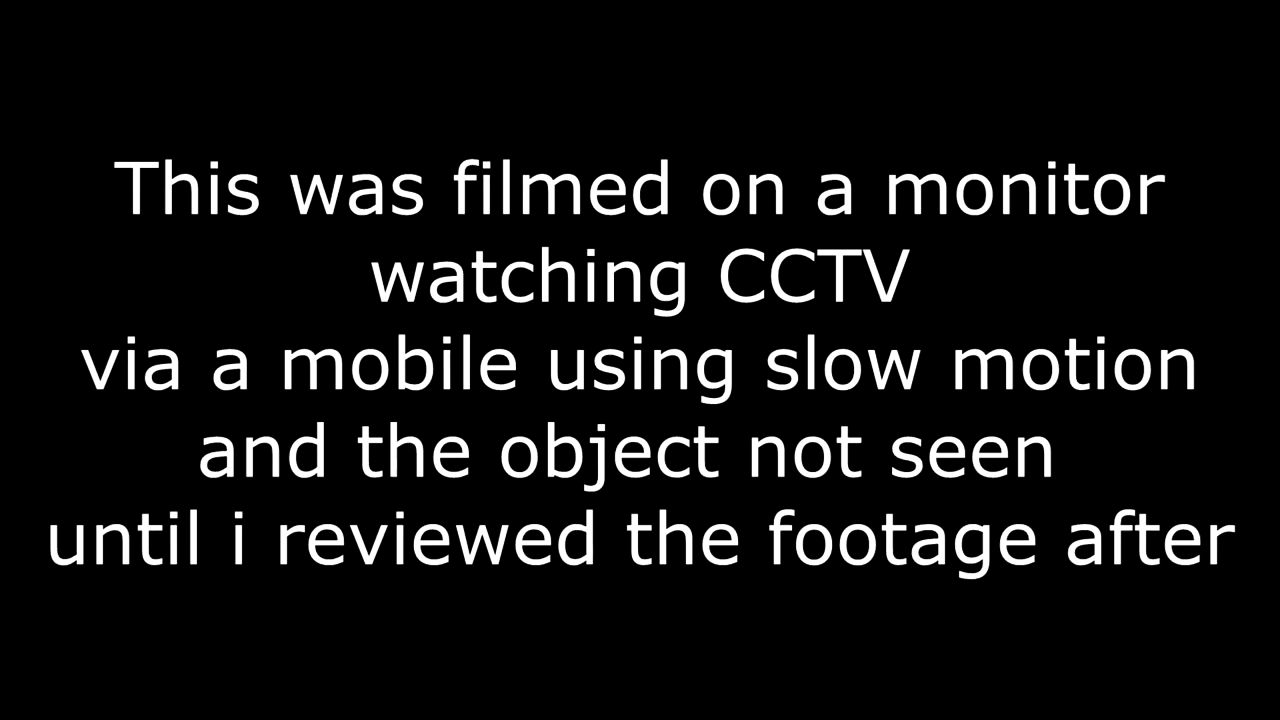 This was filmed on a monitor
watching CCTV
via a mobile using slow motion
and the object not seen
until i reviewed the footage after